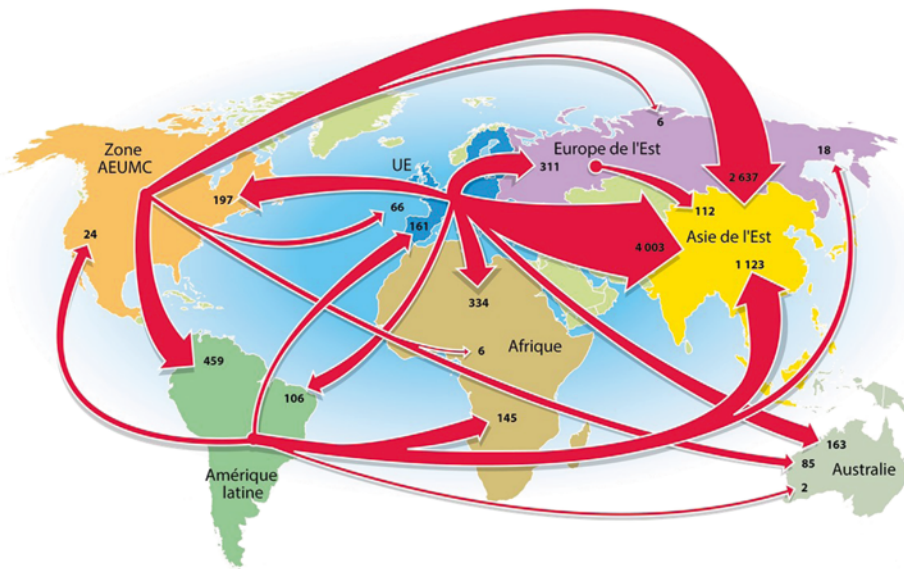 6
Zone
AEUMC
UE
Europe de l'Est
18
311
2 637
197
66
112
24
161
Asie de l'Est
4 003
1 123
334
6
Afrique
459
106
145
163
85
Australie
Amérique
latine
2